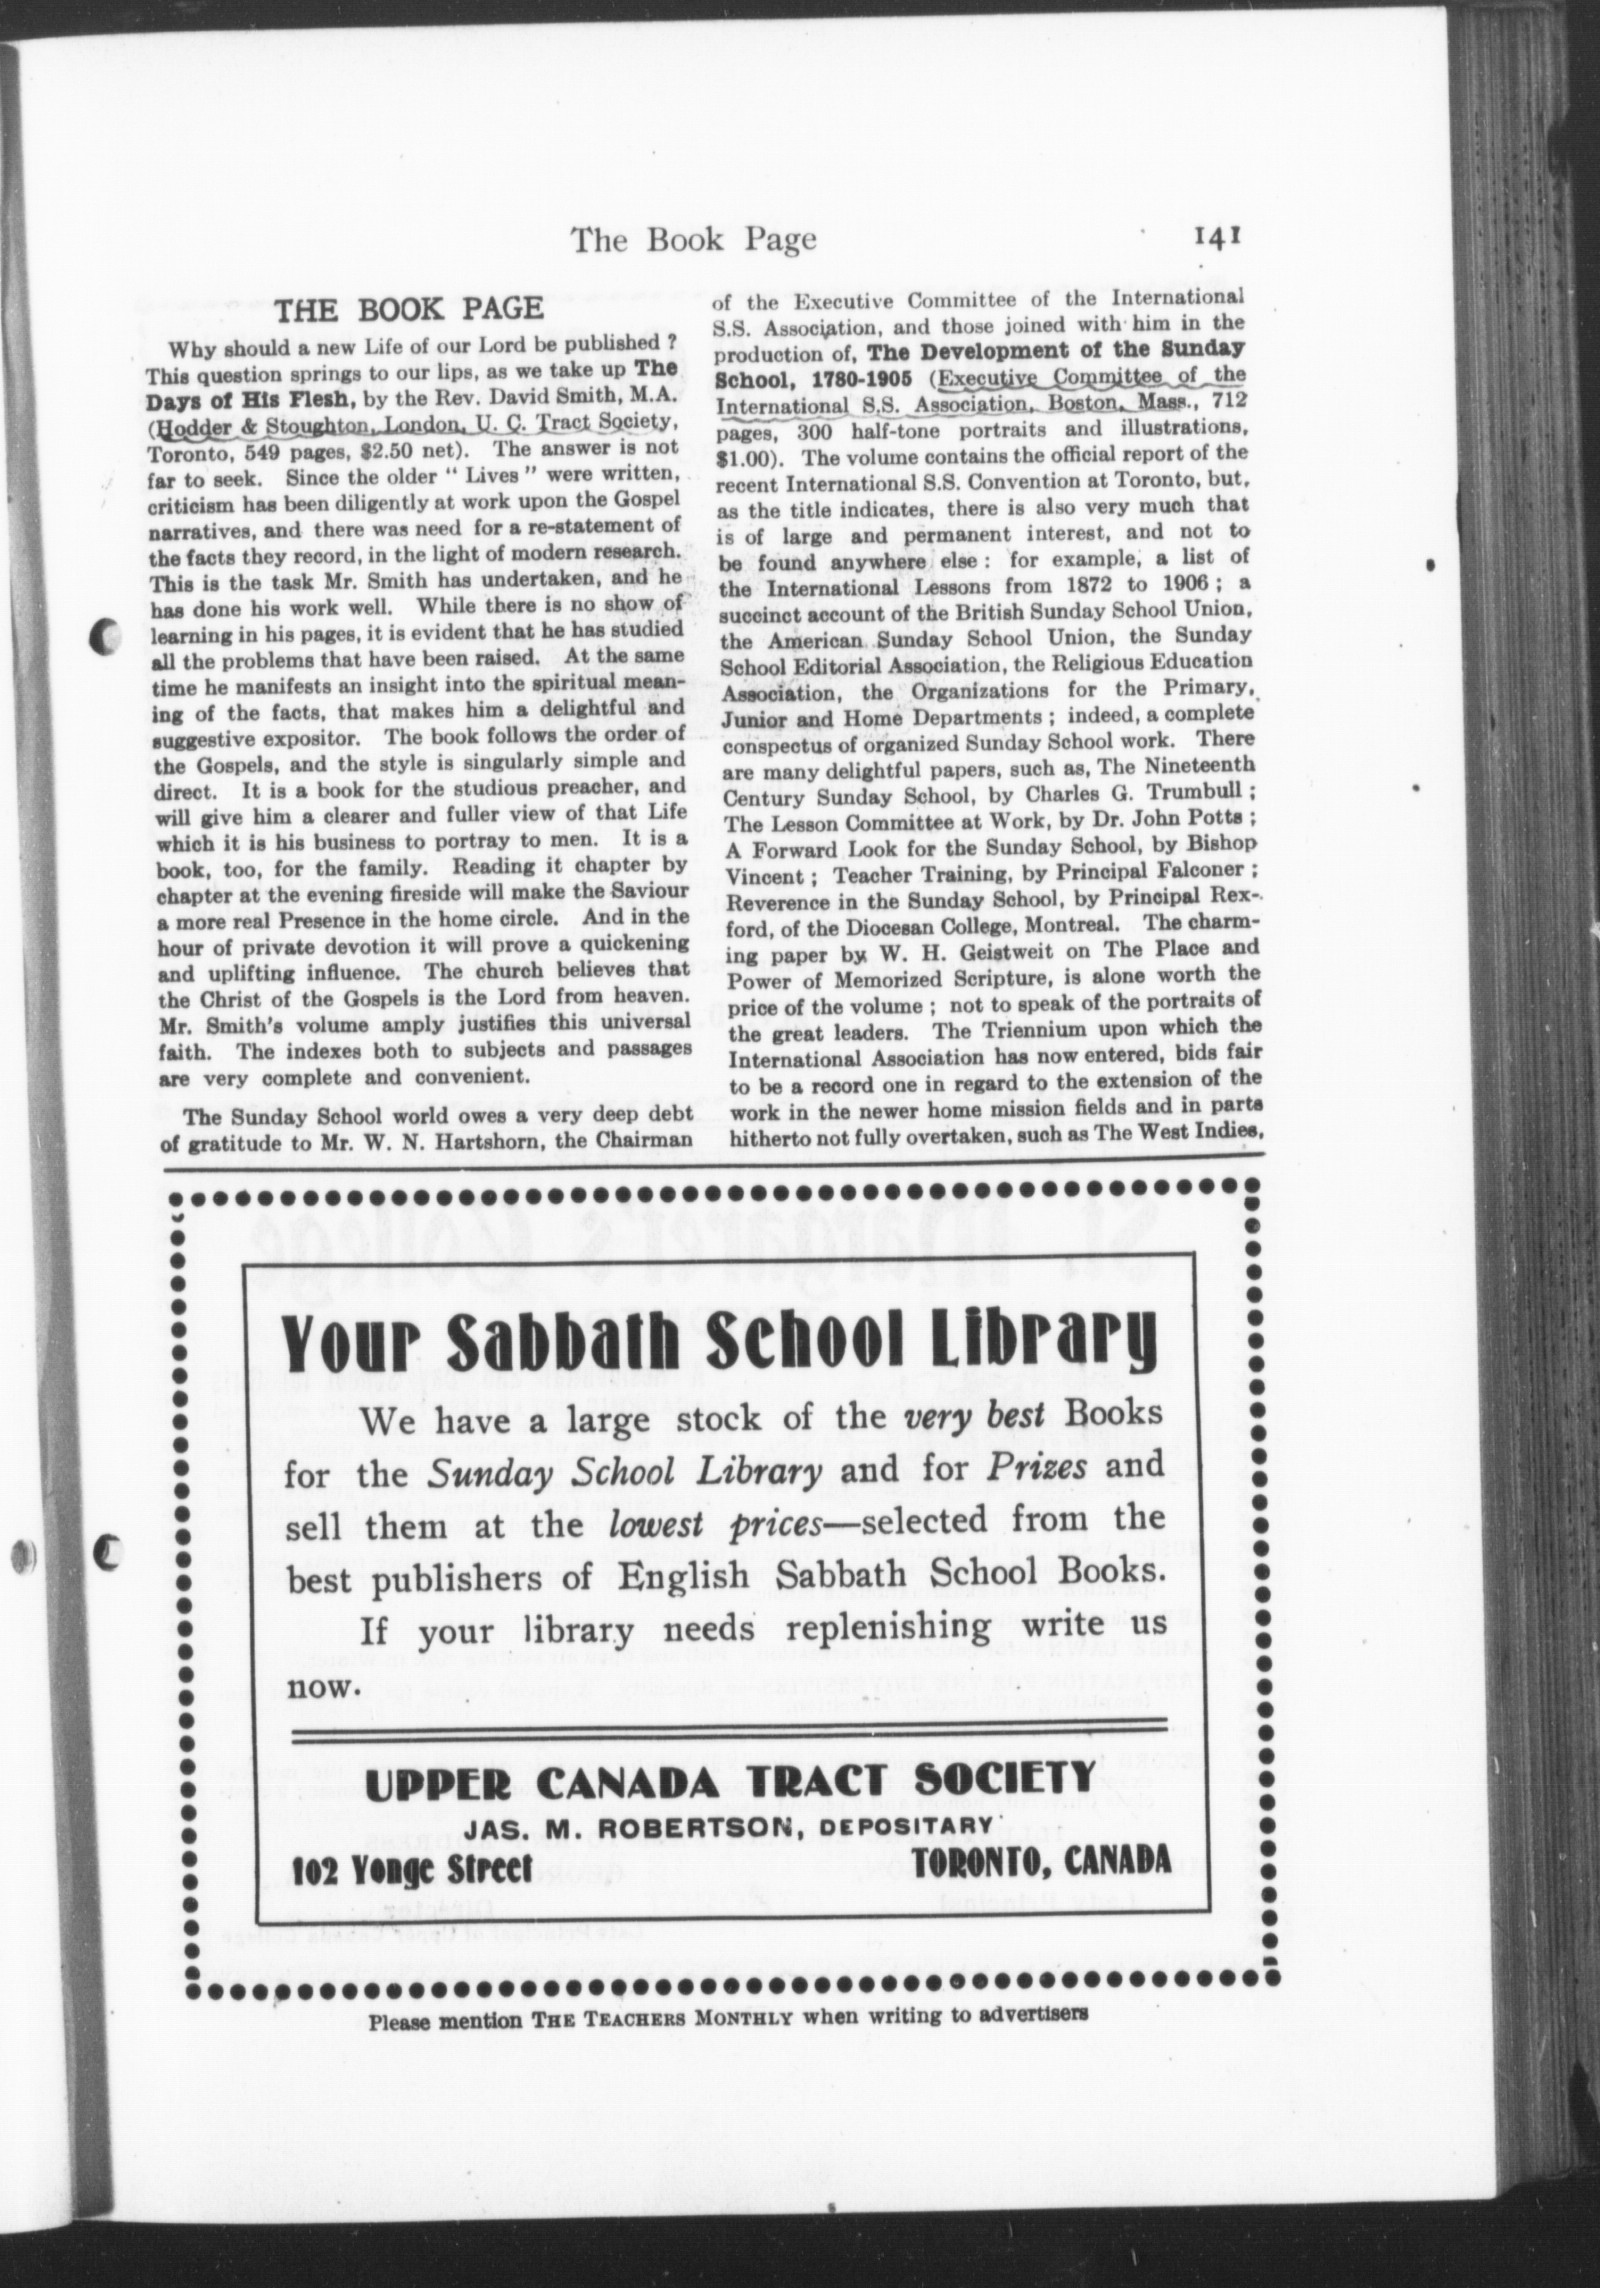 The Book Page 141
THE BOOK PAGE
Why should a new Life of our Lord be published ?
This question springs to our lips, as we take up The
Days of His Flesh, by the Rev. David Smith, M.A.
(Hodder & Stoughton, London, U. C. Tract Society,
Toronto, 549 pages, $2.50 net). The answer is not
far to seek. Since the older " Lives " were written,
criticism has been diligently at work upon the Gospel
narratives, and there was need for a re-statement of
the facts they record, in the light of modern research.
This is the task Mr. Smith has undertaken, and he
has done his work well. While there is no show of
learning in his pages, it is evident that he has studied
all the problems that have been raised. At the same
time he manifests an insight into the spiritual mean-
ing of the facts, that makes him a delightful and
suggestive expositor. The book follows the order of
the Gospels, and the style is singularly simple and
direct. It is a book for the studious preacher, and
will give him a clearer and fuller view of that Life
which it is his business to portray to men. It is a
book, too, for the family. Reading it chapter by
chapter at the evening fireside will make the Saviour
a more real Presence in the home circle. And in the
hour of private devotion it will prove a quickening
and uplifting influence. The church believes that
the Christ of the Gospels is the Lord from heaven.
Mr. Smith's volume amply justifies this universal
faith. The indexes both to subjects and passages
are very complete and convenient.
The Sunday School world owes a very deep debt
of gratitude to Mr. W. N. Hartshorn, the Chairman
of the Executive Committee of the International
S.S. Association, and those joined with him in the
production of, The Development of the Sunday
School, 1780-1905 (Executive Committee of the
International S.S. Association, Boston, Mass., 712
pages, 300 half-tone portraits and illustrations,
$1.00). The volume contains the official report of the
recent International S.S. Convention at Toronto, but,
as the title indicates, there is also very much that
is of large and permanent interest, and not to
be found anywhere else : for example, a list of
the International Lessons from 1872 to 1906 ; a
succinct account of the British Sunday School Union,
the American Sunday School Union, the Sunday
School Editorial Association, the Religious Education
Association, the Organizations for the Primary,
Junior and Home Departments ; indeed, a complete
conspectus of organized Sunday School work. There
are many delightful papers, such as, The Nineteenth
Century Sunday School, by Charles G. Trumbull ;
The Lesson Committee at Work, by Dr. John Potts ;
A Forward Look for the Sunday School, by Bishop
Vincent ; Teacher Training, by Principal Falconer ;
Reverence in the Sunday School, by Principal Rex-
ford, of the Diocesan College, Montreal. The charm-
ing paper by W. H. Geistweit on The Place and
Power of Memorized Scripture, is alone worth the
price of the volume ; not to speak of the portraits of
the great leaders. The Triennium upon which the
International Association has now entered, bids fair
to be a record one in regard to the extension of the
work in the newer home mission fields and in parts
hitherto not fully overtaken, such as The West Indies,
Your Sabbath School Library
We have a large stock of the very best Books
for the Sunday School Library and for Prizes and
sell them at the lowest prices—selected from the
best publishers of English Sabbath School Books.
If your library needs replenishing write us
now.
UPPER CANADA TRACT SOCIETY
JAS. M. ROBERTSON, DEPOSITARY
102 Yonge Street TORONTO, CANADA
Please mention THE TEACHERS MONTHLY when writing to advertisers